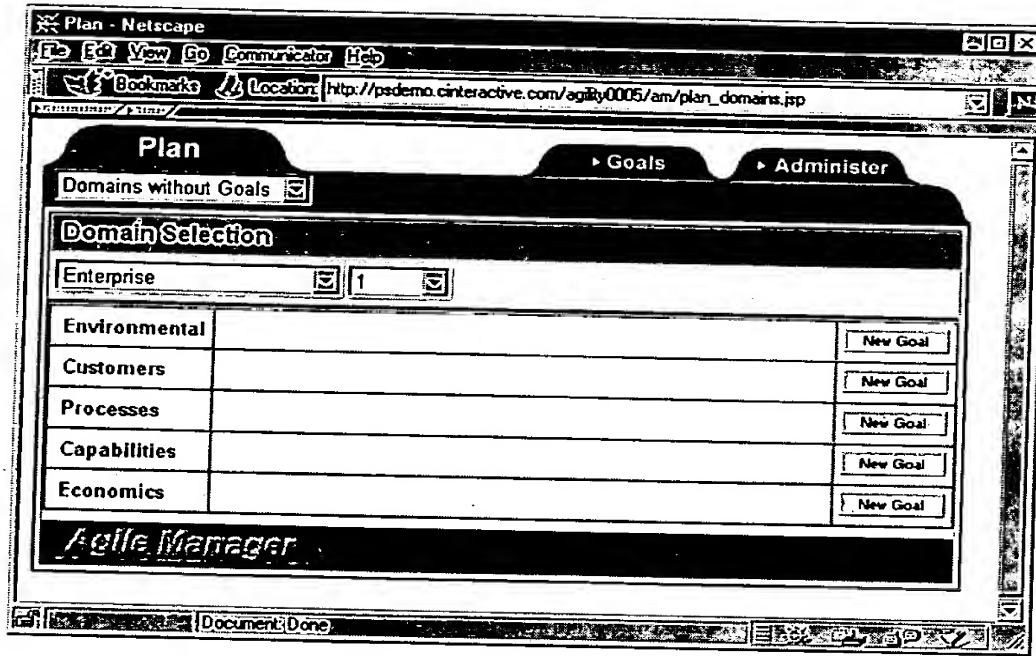 Plan - Netscape
File Edit View Go Communicator Help
Bookmarks Location: http://psdemo.cinteractive.com/agility0005/am/plan_domains.jsp
Plan
Goals
Administer
Domains without Goals
Domain Selection
Enterprise 1
Environmental New Goal
Customers New Goal
Processes New Goal
Capabilities New Goal
Economics New Goal
Agile Manager
Document: Done